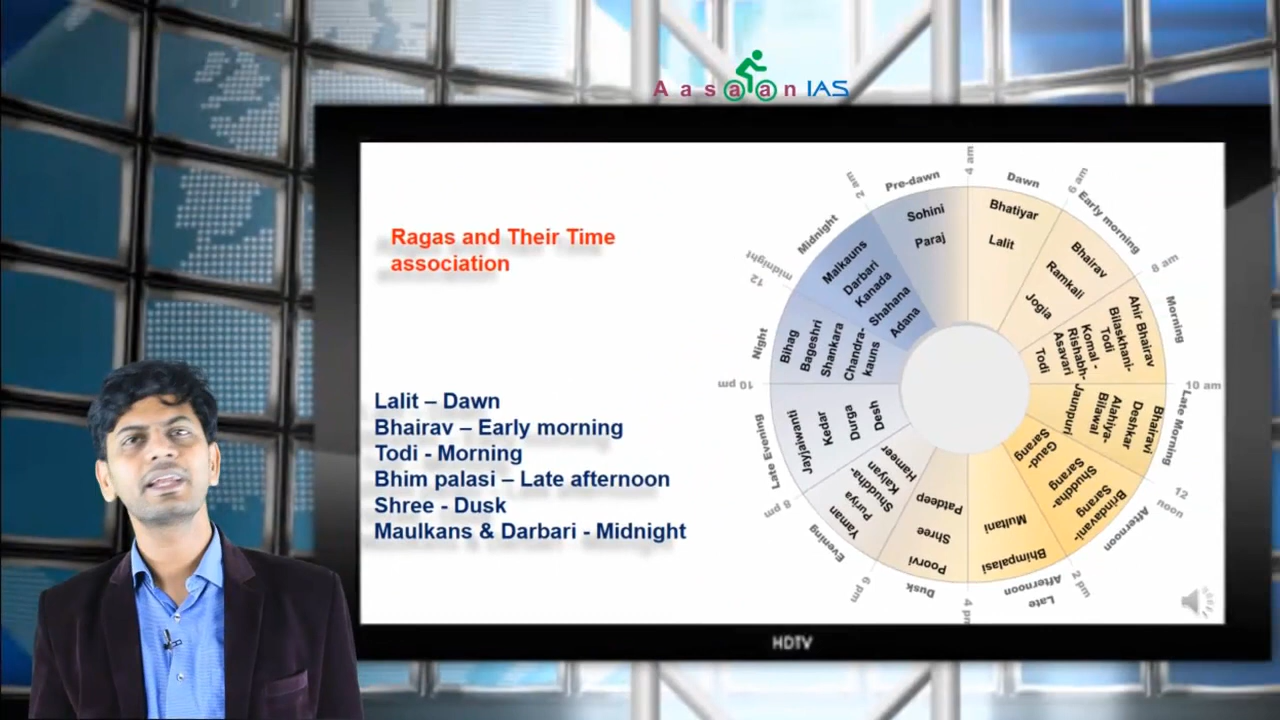 Aasaan IAS
Ragas and Their Time
association
Lalit – Dawn
Bhairav – Early morning
Todi - Morning
Bhim palasi – Late afternoon
Shree - Dusk
Maulkans & Darbari - Midnight
4 am
Dawn
Bhatiyar
Lalit
6 am
Early morning
Bhairav
Ramkali
Jogia
8 am
Morning
Ahir Bhairav
Bilaskhani-
Todi
Komal -
Rishabh-
Asavari
Todi
10 am
Late Morning
Bhairavi
Deshkar
Alahiya-
Bilawal
Jaunpuri
12
noon
Afternoon
Brindavani-
Sarang
Shuddha-
Sarang
Gaud-
Sarang
2 pm
Late
Afternoon
Bhimpalasi
Multani
4 pm
Dusk
Poorvi
Shree
Patdeep
6 pm
Evening
Yaman
Puriya
Shuddha-
Kalyan
Hameer
8 pm
Late Evening
Jayjaiwanti
Kedar
Durga
Desh
10 pm
Night
Bihag
Bageshri
Shankara
Chandra-
kauns
12
midnight
Midnight
Malkauns
Darbari
Kanada
Shahana
Adana
2 am
Pre-dawn
Sohini
Paraj
HDTV